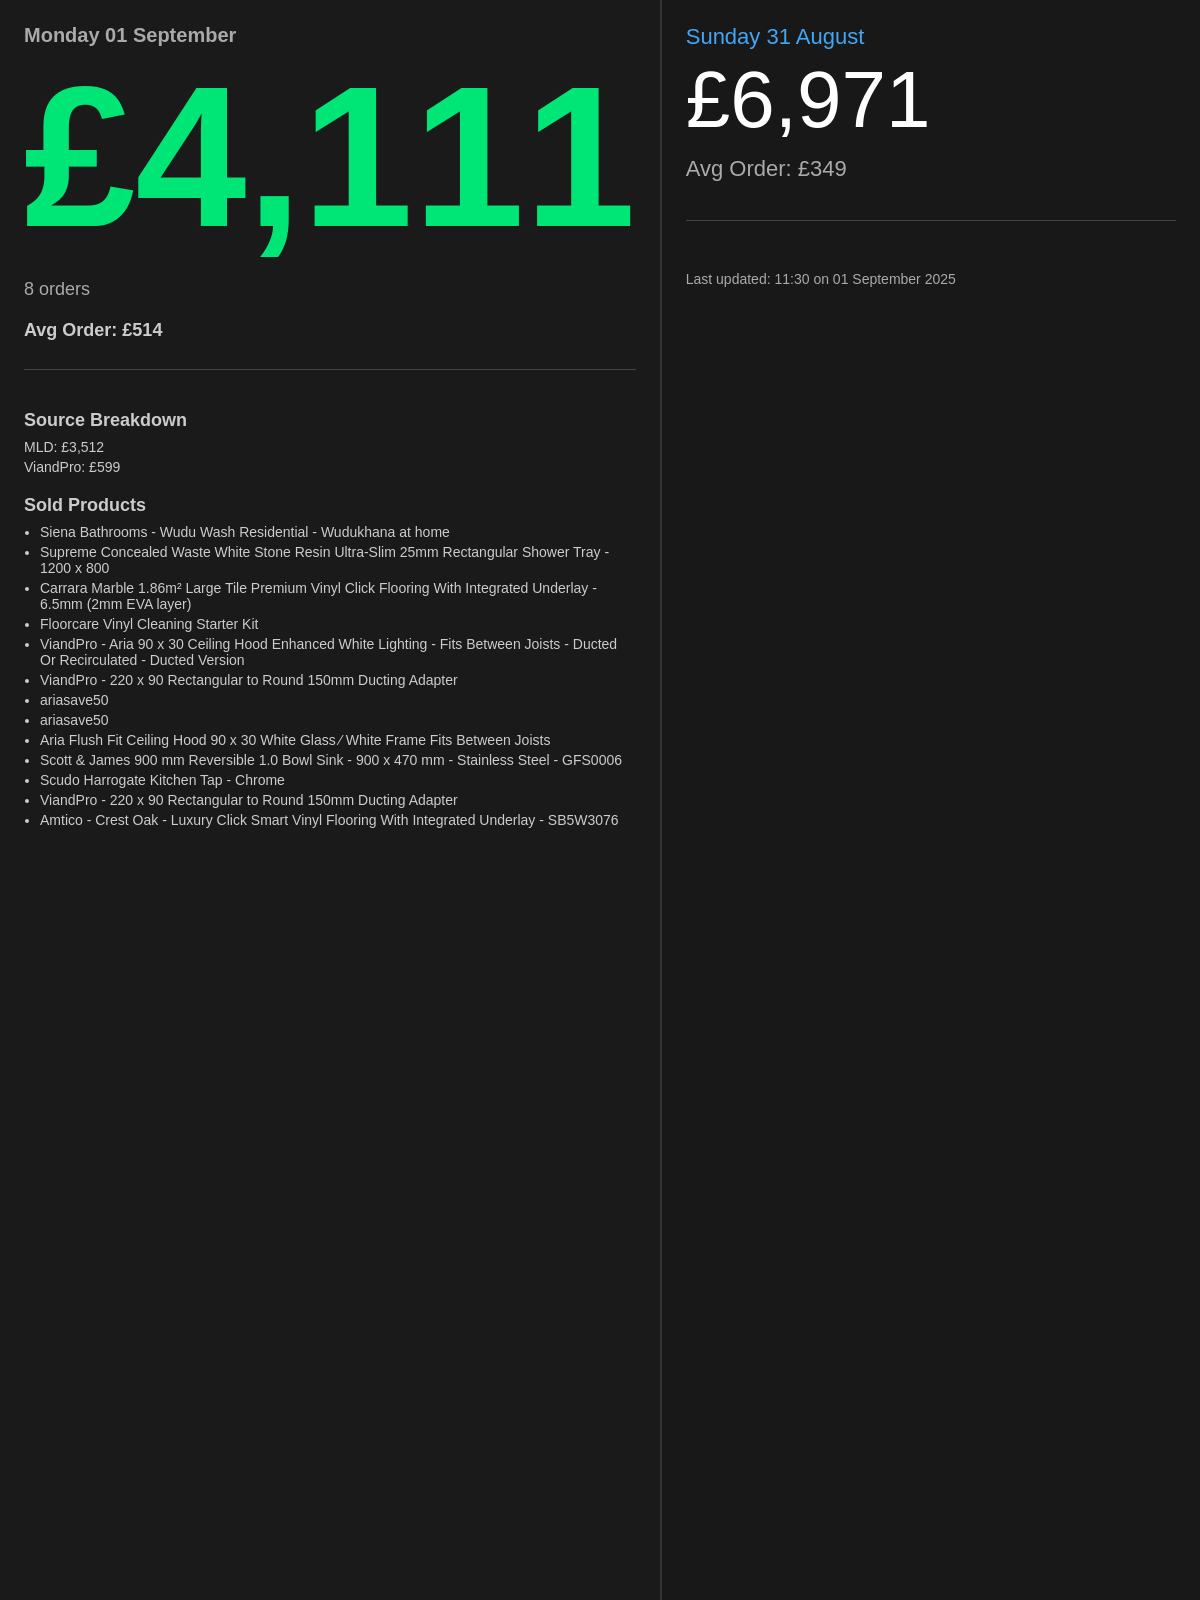 Monday 01 September
£4,111
8 orders
Avg Order: £514
Source Breakdown
MLD: £3,512
ViandPro: £599
Sold Products
• Siena Bathrooms - Wudu Wash Residential - Wudukhana at home
• Supreme Concealed Waste White Stone Resin Ultra-Slim 25mm Rectangular Shower Tray -
1200 x 800
• Carrara Marble 1.86m² Large Tile Premium Vinyl Click Flooring With Integrated Underlay -
6.5mm (2mm EVA layer)
• Floorcare Vinyl Cleaning Starter Kit
• ViandPro - Aria 90 x 30 Ceiling Hood Enhanced White Lighting - Fits Between Joists - Ducted
Or Recirculated - Ducted Version
• ViandPro - 220 x 90 Rectangular to Round 150mm Ducting Adapter
• ariasave50
• ariasave50
• Aria Flush Fit Ceiling Hood 90 x 30 White Glass ⁄ White Frame Fits Between Joists
• Scott & James 900 mm Reversible 1.0 Bowl Sink - 900 x 470 mm - Stainless Steel - GFS0006
• Scudo Harrogate Kitchen Tap - Chrome
• ViandPro - 220 x 90 Rectangular to Round 150mm Ducting Adapter
• Amtico - Crest Oak - Luxury Click Smart Vinyl Flooring With Integrated Underlay - SB5W3076
Sunday 31 August
£6,971
Avg Order: £349
Last updated: 11:30 on 01 September 2025